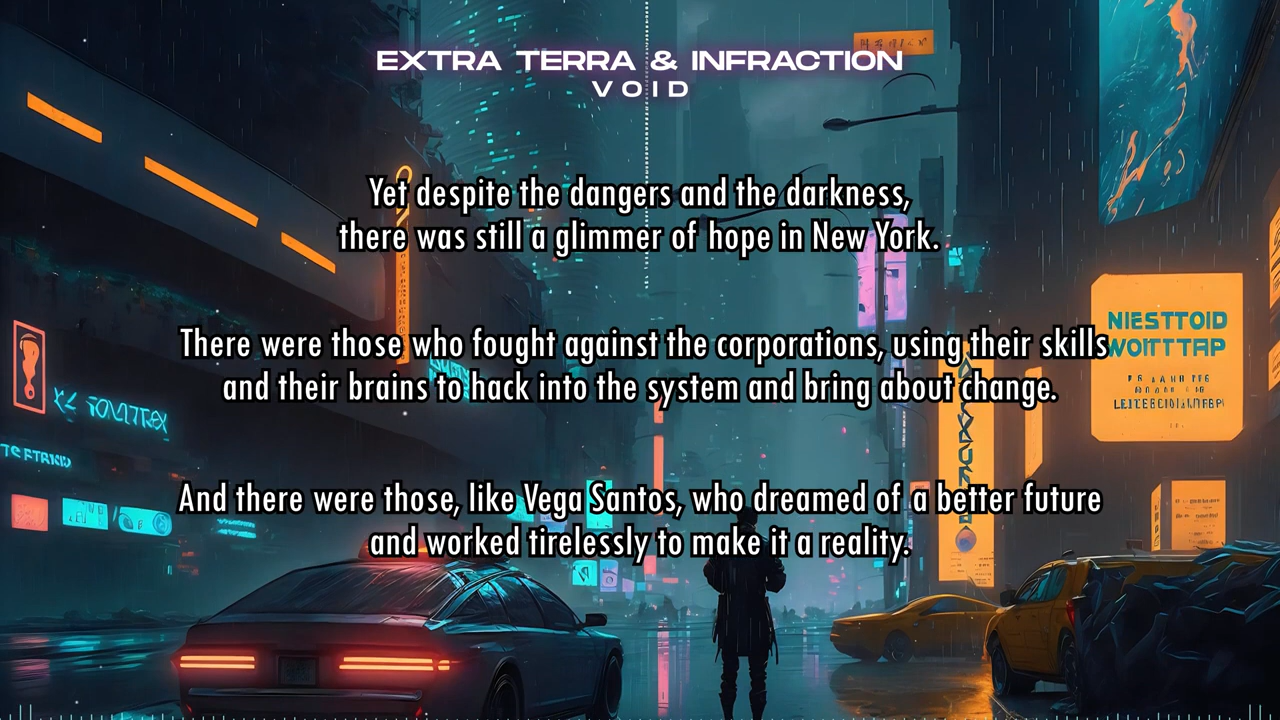 EXTRA TERRA & INFRACTION
VOID
Yet despite the dangers and the darkness,
there was still a glimmer of hope in New York.
There were those who fought against the corporations, using their skills
and their brains to hack into the system and bring about change.
And there were those, like Vega Santos, who dreamed of a better future
and worked tirelessly to make it a reality.
NIESTTOID